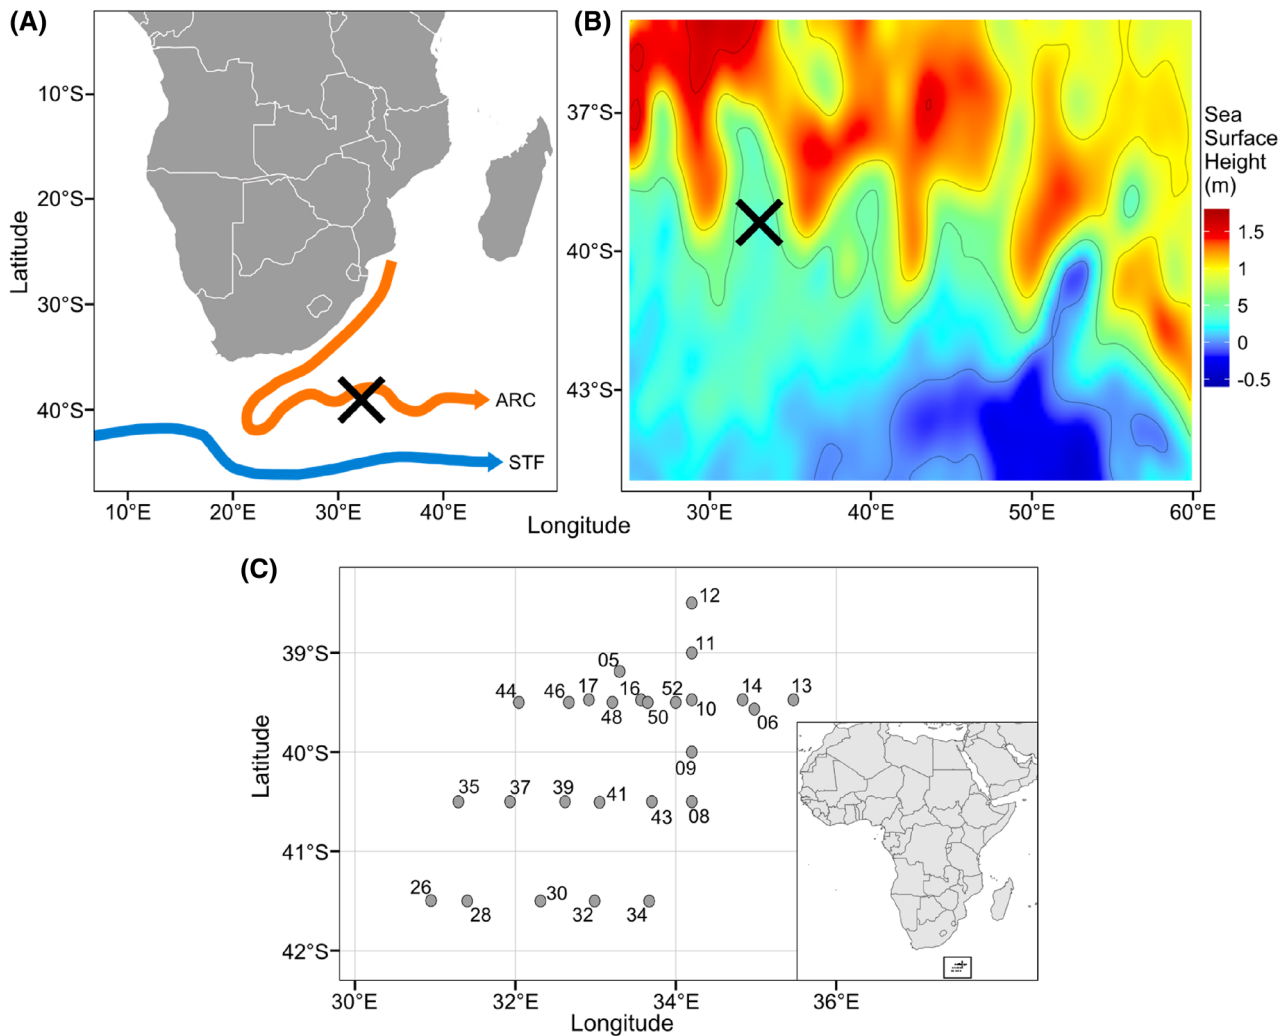 (A)
10°S
20°S
30°S
40°S
Latitude
ARC
STF
10°E 20°E 30°E 40°E
(B)
37°S
40°S
43°S
30°E 40°E 50°E 60°E
Longitude
Sea
Surface
Height
(m)
1.5
1
5
0
-0.5
(C)
12
11
05
44 46 17 16 52 14 13
48 50 10 06
09
35 37 39 41
43 08
26 30
28 32 34
39°S
40°S
41°S
42°S
Latitude
30°E 32°E 34°E 36°E
Longitude